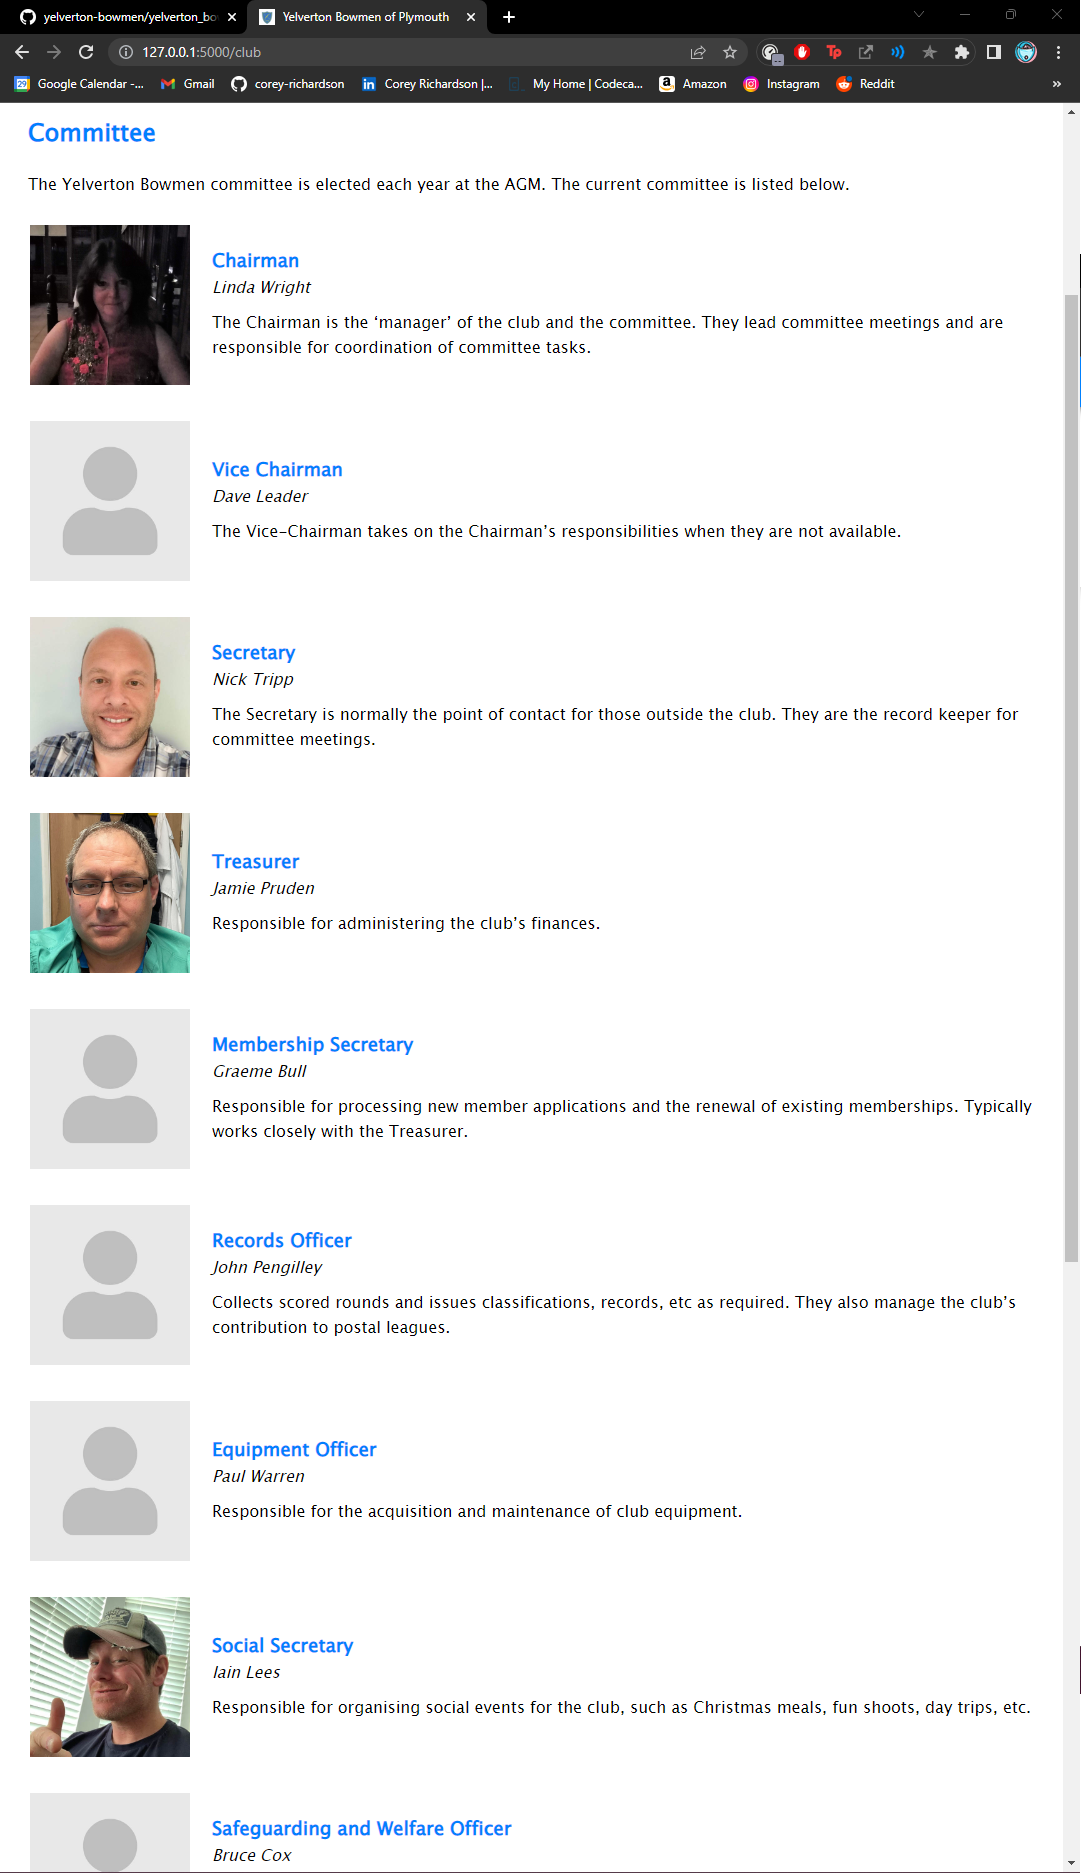 yelverton-bowmen/yelverton_bo
Yelverton Bowmen of Plymouth
127.0.0.1:5000/club
Tp
Google Calendar -...
Gmail
corey-richardson
Corey Richardson |...
My Home | Codeca...
Amazon
Instagram
Reddit
»
Committee
The Yelverton Bowmen committee is elected each year at the AGM. The current committee is listed below.
Chairman
Linda Wright
The Chairman is the ‘manager’ of the club and the committee. They lead committee meetings and are
responsible for coordination of committee tasks.
Vice Chairman
Dave Leader
The Vice-Chairman takes on the Chairman’s responsibilities when they are not available.
Secretary
Nick Tripp
The Secretary is normally the point of contact for those outside the club. They are the record keeper for
committee meetings.
Treasurer
Jamie Pruden
Responsible for administering the club’s finances.
Membership Secretary
Graeme Bull
Responsible for processing new member applications and the renewal of existing memberships. Typically
works closely with the Treasurer.
Records Officer
John Pengilley
Collects scored rounds and issues classifications, records, etc as required. They also manage the club’s
contribution to postal leagues.
Equipment Officer
Paul Warren
Responsible for the acquisition and maintenance of club equipment.
Social Secretary
Iain Lees
Responsible for organising social events for the club, such as Christmas meals, fun shoots, day trips, etc.
Safeguarding and Welfare Officer
Bruce Cox